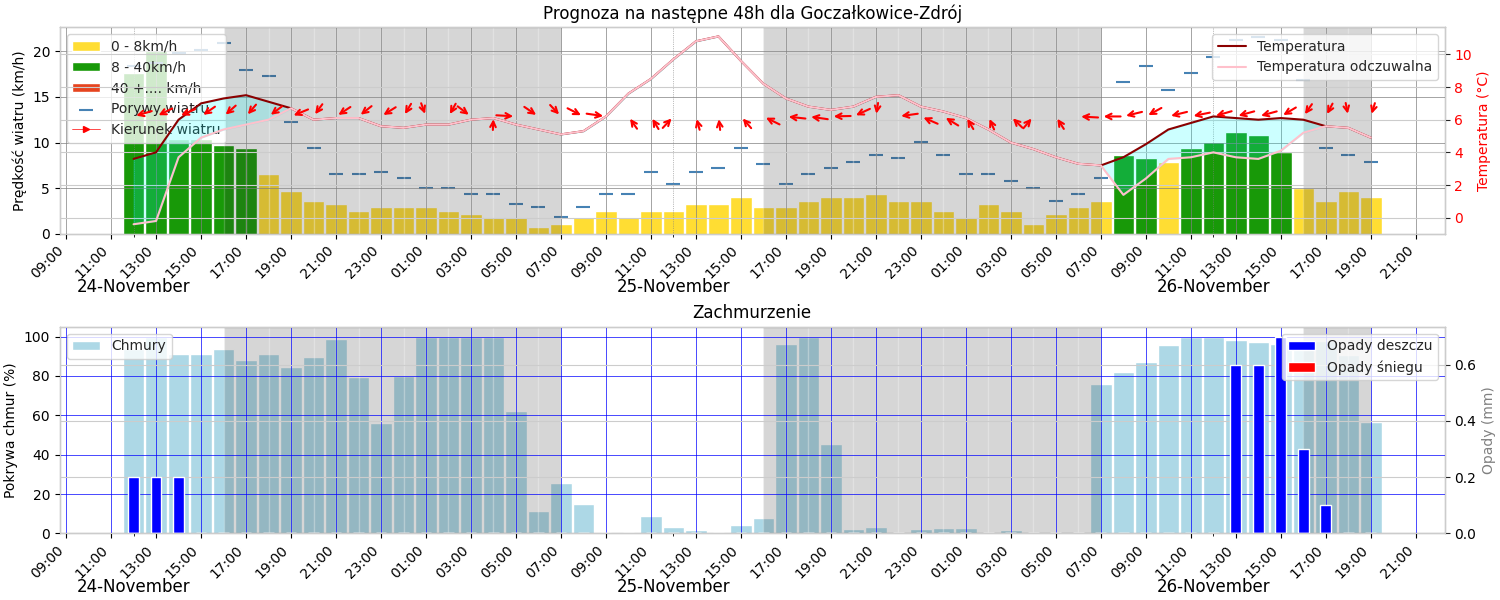 Prognoza na następne 48h dla Goczałkowice-Zdrój
Prędkość wiatru (km/h)
20
15
10
5
0
0 - 8km/h
8 - 40km/h
40 +.... km/h
Porywy wiatru
Kierunek wiatru
Temperatura
Temperatura odczuwalna
10
8
6
4
2
0
Temperatura (°C)
09:00 11:00 13:00 15:00 17:00 19:00 21:00 23:00 01:00 03:00 05:00 07:00 09:00 11:00 13:00 15:00 17:00 19:00 21:00 23:00 01:00 03:00 05:00 07:00 09:00 11:00 13:00 15:00 17:00 19:00 21:00
24-November 25-November 26-November
Zachmurzenie
Pokrywa chmur (%)
100
80
60
40
20
0
Chmury
Opady deszczu
Opady śniegu
0.6
0.4
0.2
0.0
Opady (mm)
09:00 11:00 13:00 15:00 17:00 19:00 21:00 23:00 01:00 03:00 05:00 07:00 09:00 11:00 13:00 15:00 17:00 19:00 21:00 23:00 01:00 03:00 05:00 07:00 09:00 11:00 13:00 15:00 17:00 19:00 21:00
24-November 25-November 26-November